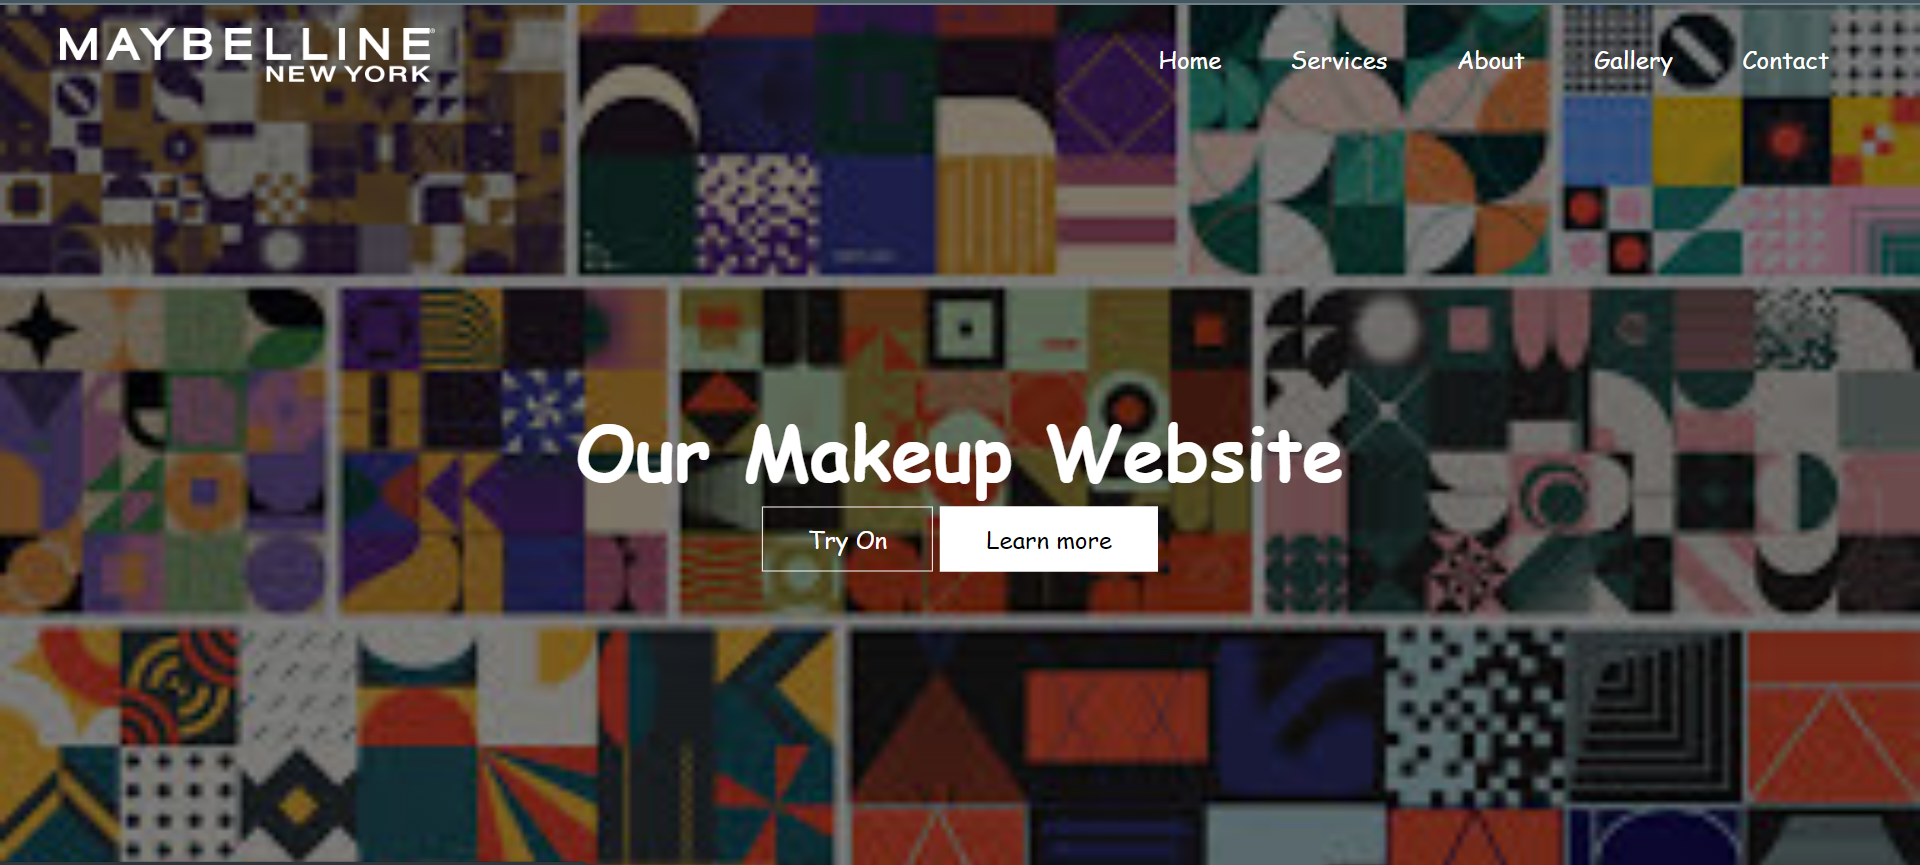 MAYBELLINE
NEW YORK
Home Services About Gallery Contact
Our Makeup Website
Try On Learn more